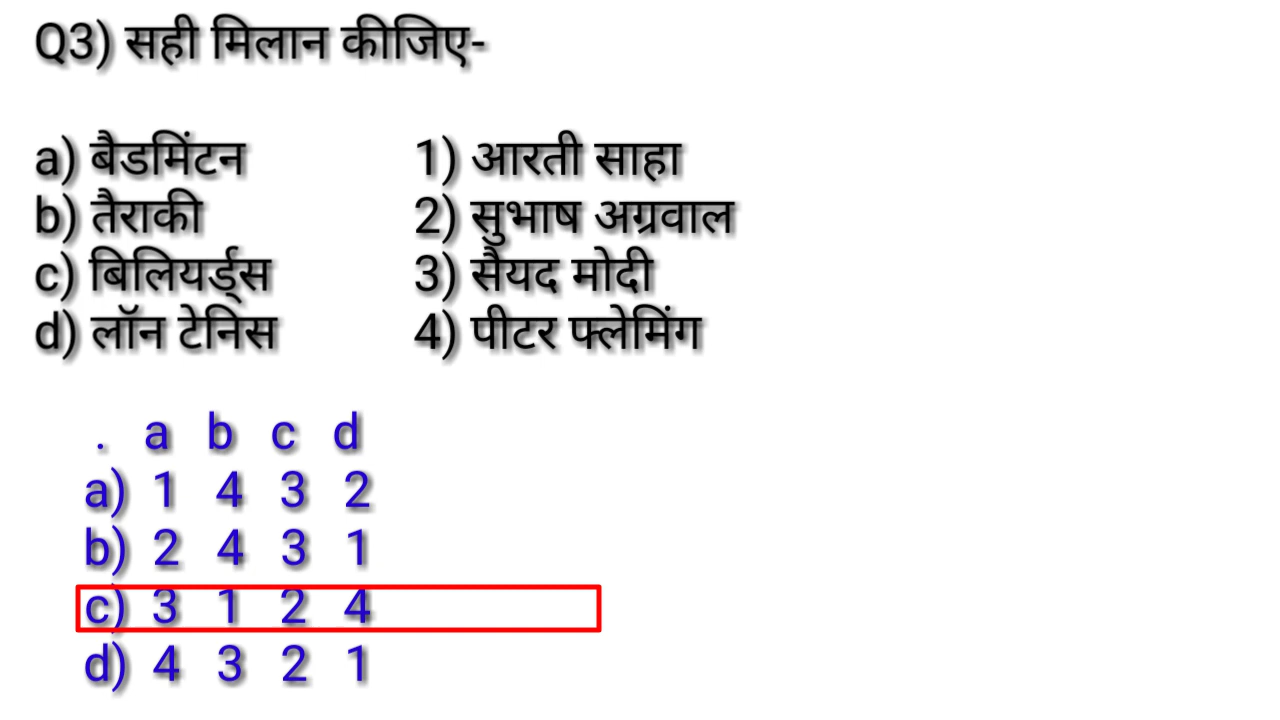 Q3) सही मिलान कीजिए-
a) बैडमिंटन 1) आरती साहा
b) तैराकी 2) सुभाष अग्रवाल
c) बिलियर्ड्स 3) सैयद मोदी
d) लॉन टेनिस 4) पीटर फ्लेमिंग
. a b c d
a) 1 4 3 2
b) 2 4 3 1
c) 3 1 2 4
d) 4 3 2 1